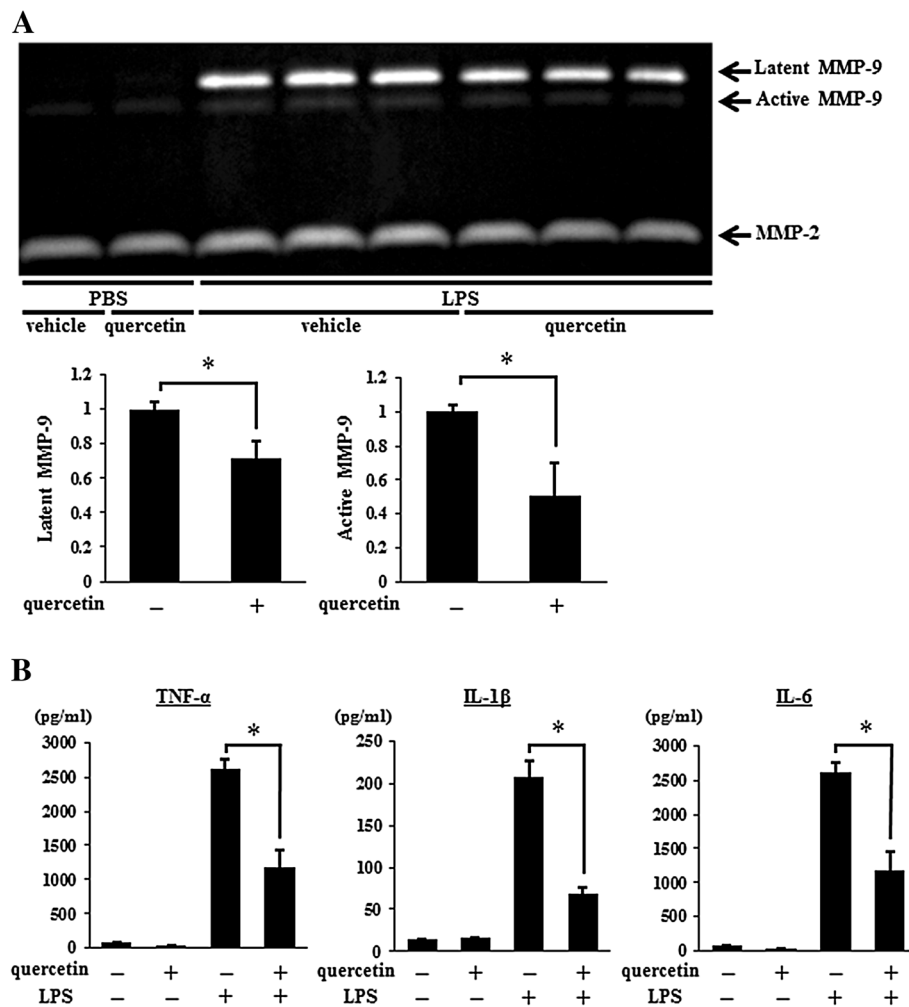 A
Latent MMP-9
Active MMP-9
MMP-2
PBS LPS
vehicle quercetin vehicle quercetin
* *
1.2 1.2
1 1
0.8 0.8
0.6 0.6
0.4 0.4
0.2 0.2
0 0
Latent MMP-9 Active MMP-9
quercetin – + quercetin – +
B
TNF-α IL-1β IL-6
(pg/ml) (pg/ml) (pg/ml)
* * *
3000 250 3000
2500 200 2500
2000 150 2000
1500 100 1500
1000 50 1000
500 0 500
0 0
quercetin – + – + quercetin – + – + quercetin – + – +
LPS – – + + LPS – – + + LPS – – + +